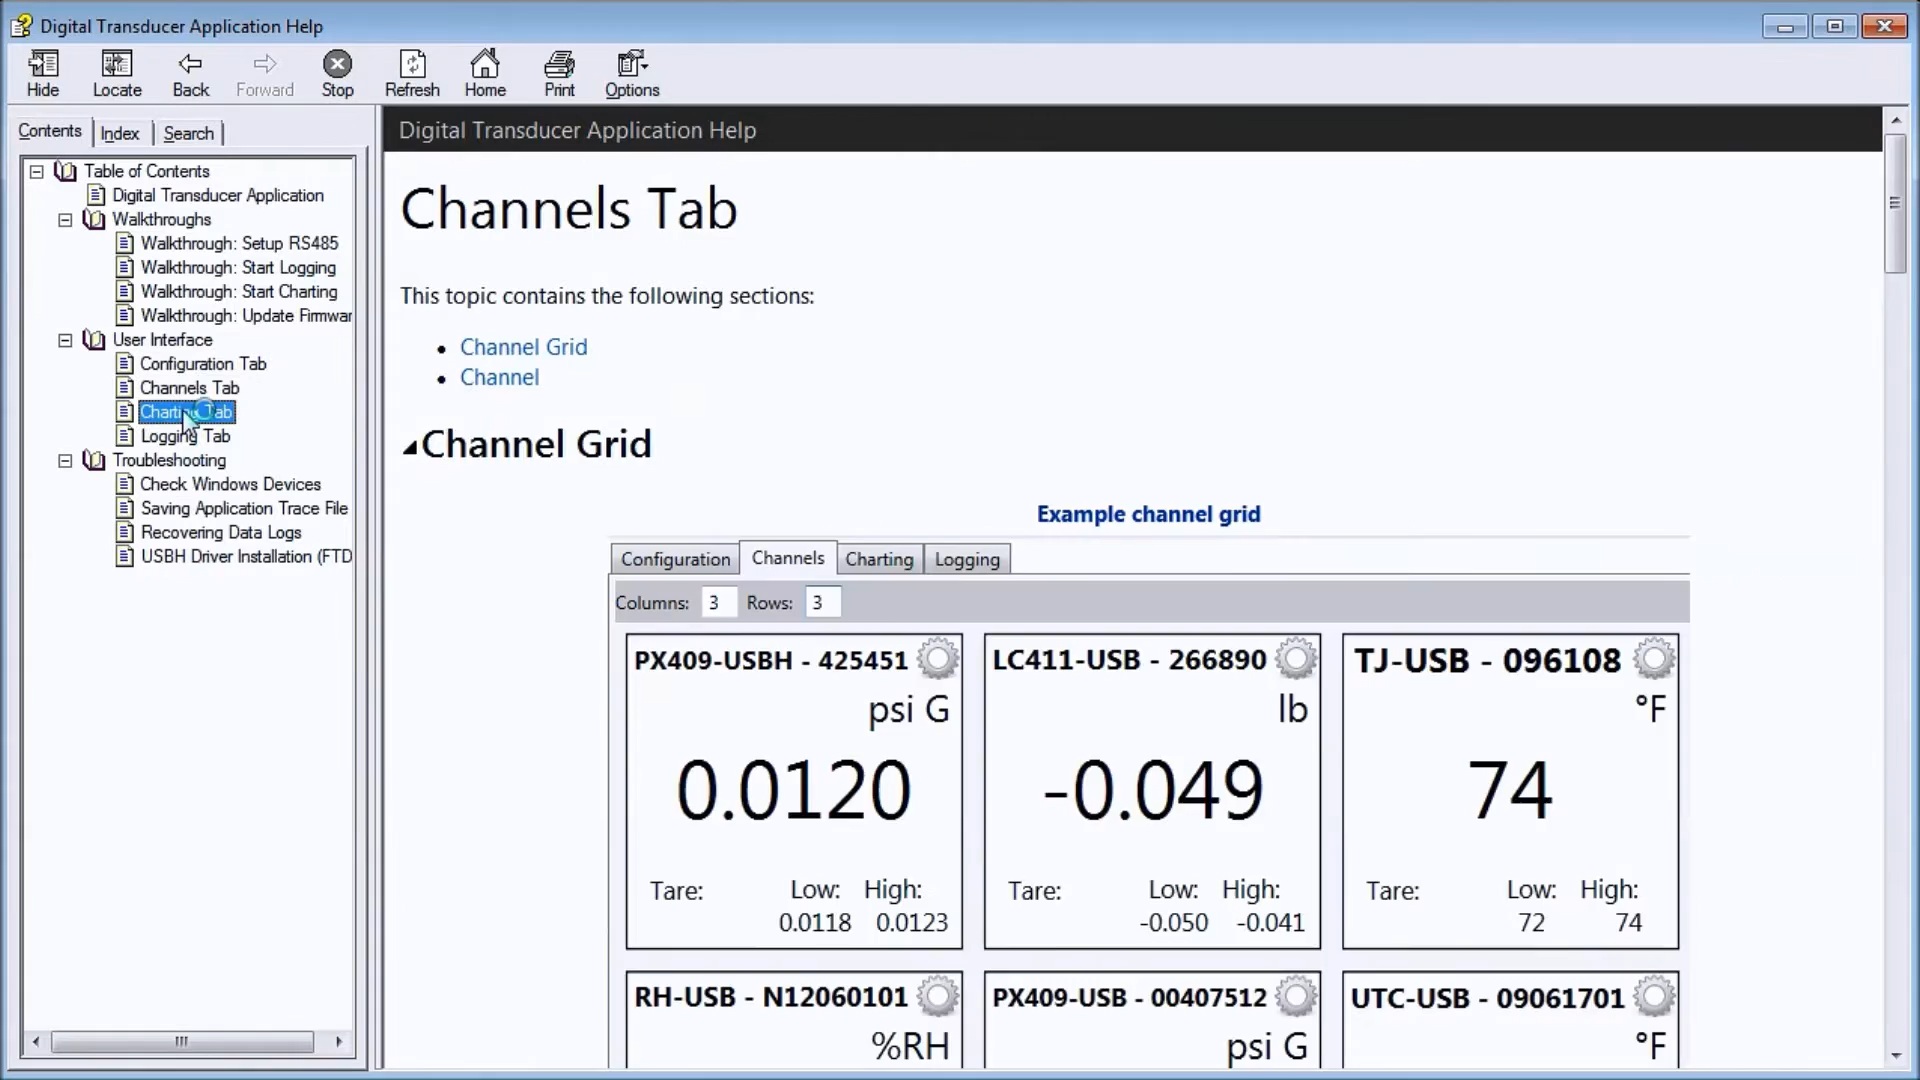 Digital Transducer Application Help
Hide Locate Back Forward Stop Refresh Home Print Options
Contents Index Search
Table of Contents
Digital Transducer Application
Walkthroughs
Walkthrough: Setup RS485
Walkthrough: Start Logging
Walkthrough: Start Charting
Walkthrough: Update Firmwar
User Interface
Configuration Tab
Channels Tab
Charting Tab
Logging Tab
Troubleshooting
Check Windows Devices
Saving Application Trace File
Recovering Data Logs
USBH Driver Installation (FTD
Digital Transducer Application Help
Channels Tab
This topic contains the following sections:
• Channel Grid
• Channel
Channel Grid
Example channel grid
Configuration Channels Charting Logging
Columns: 3 Rows: 3
PX409-USBH - 425451
psi G
0.0120
Tare: Low: High:
0.0118 0.0123
LC411-USB - 266890
lb
-0.049
Tare: Low: High:
-0.050 -0.041
TJ-USB - 096108
°F
74
Tare: Low: High:
72 74
RH-USB - N12060101
%RH
PX409-USB - 00407512
psi G
UTC-USB - 09061701
°F